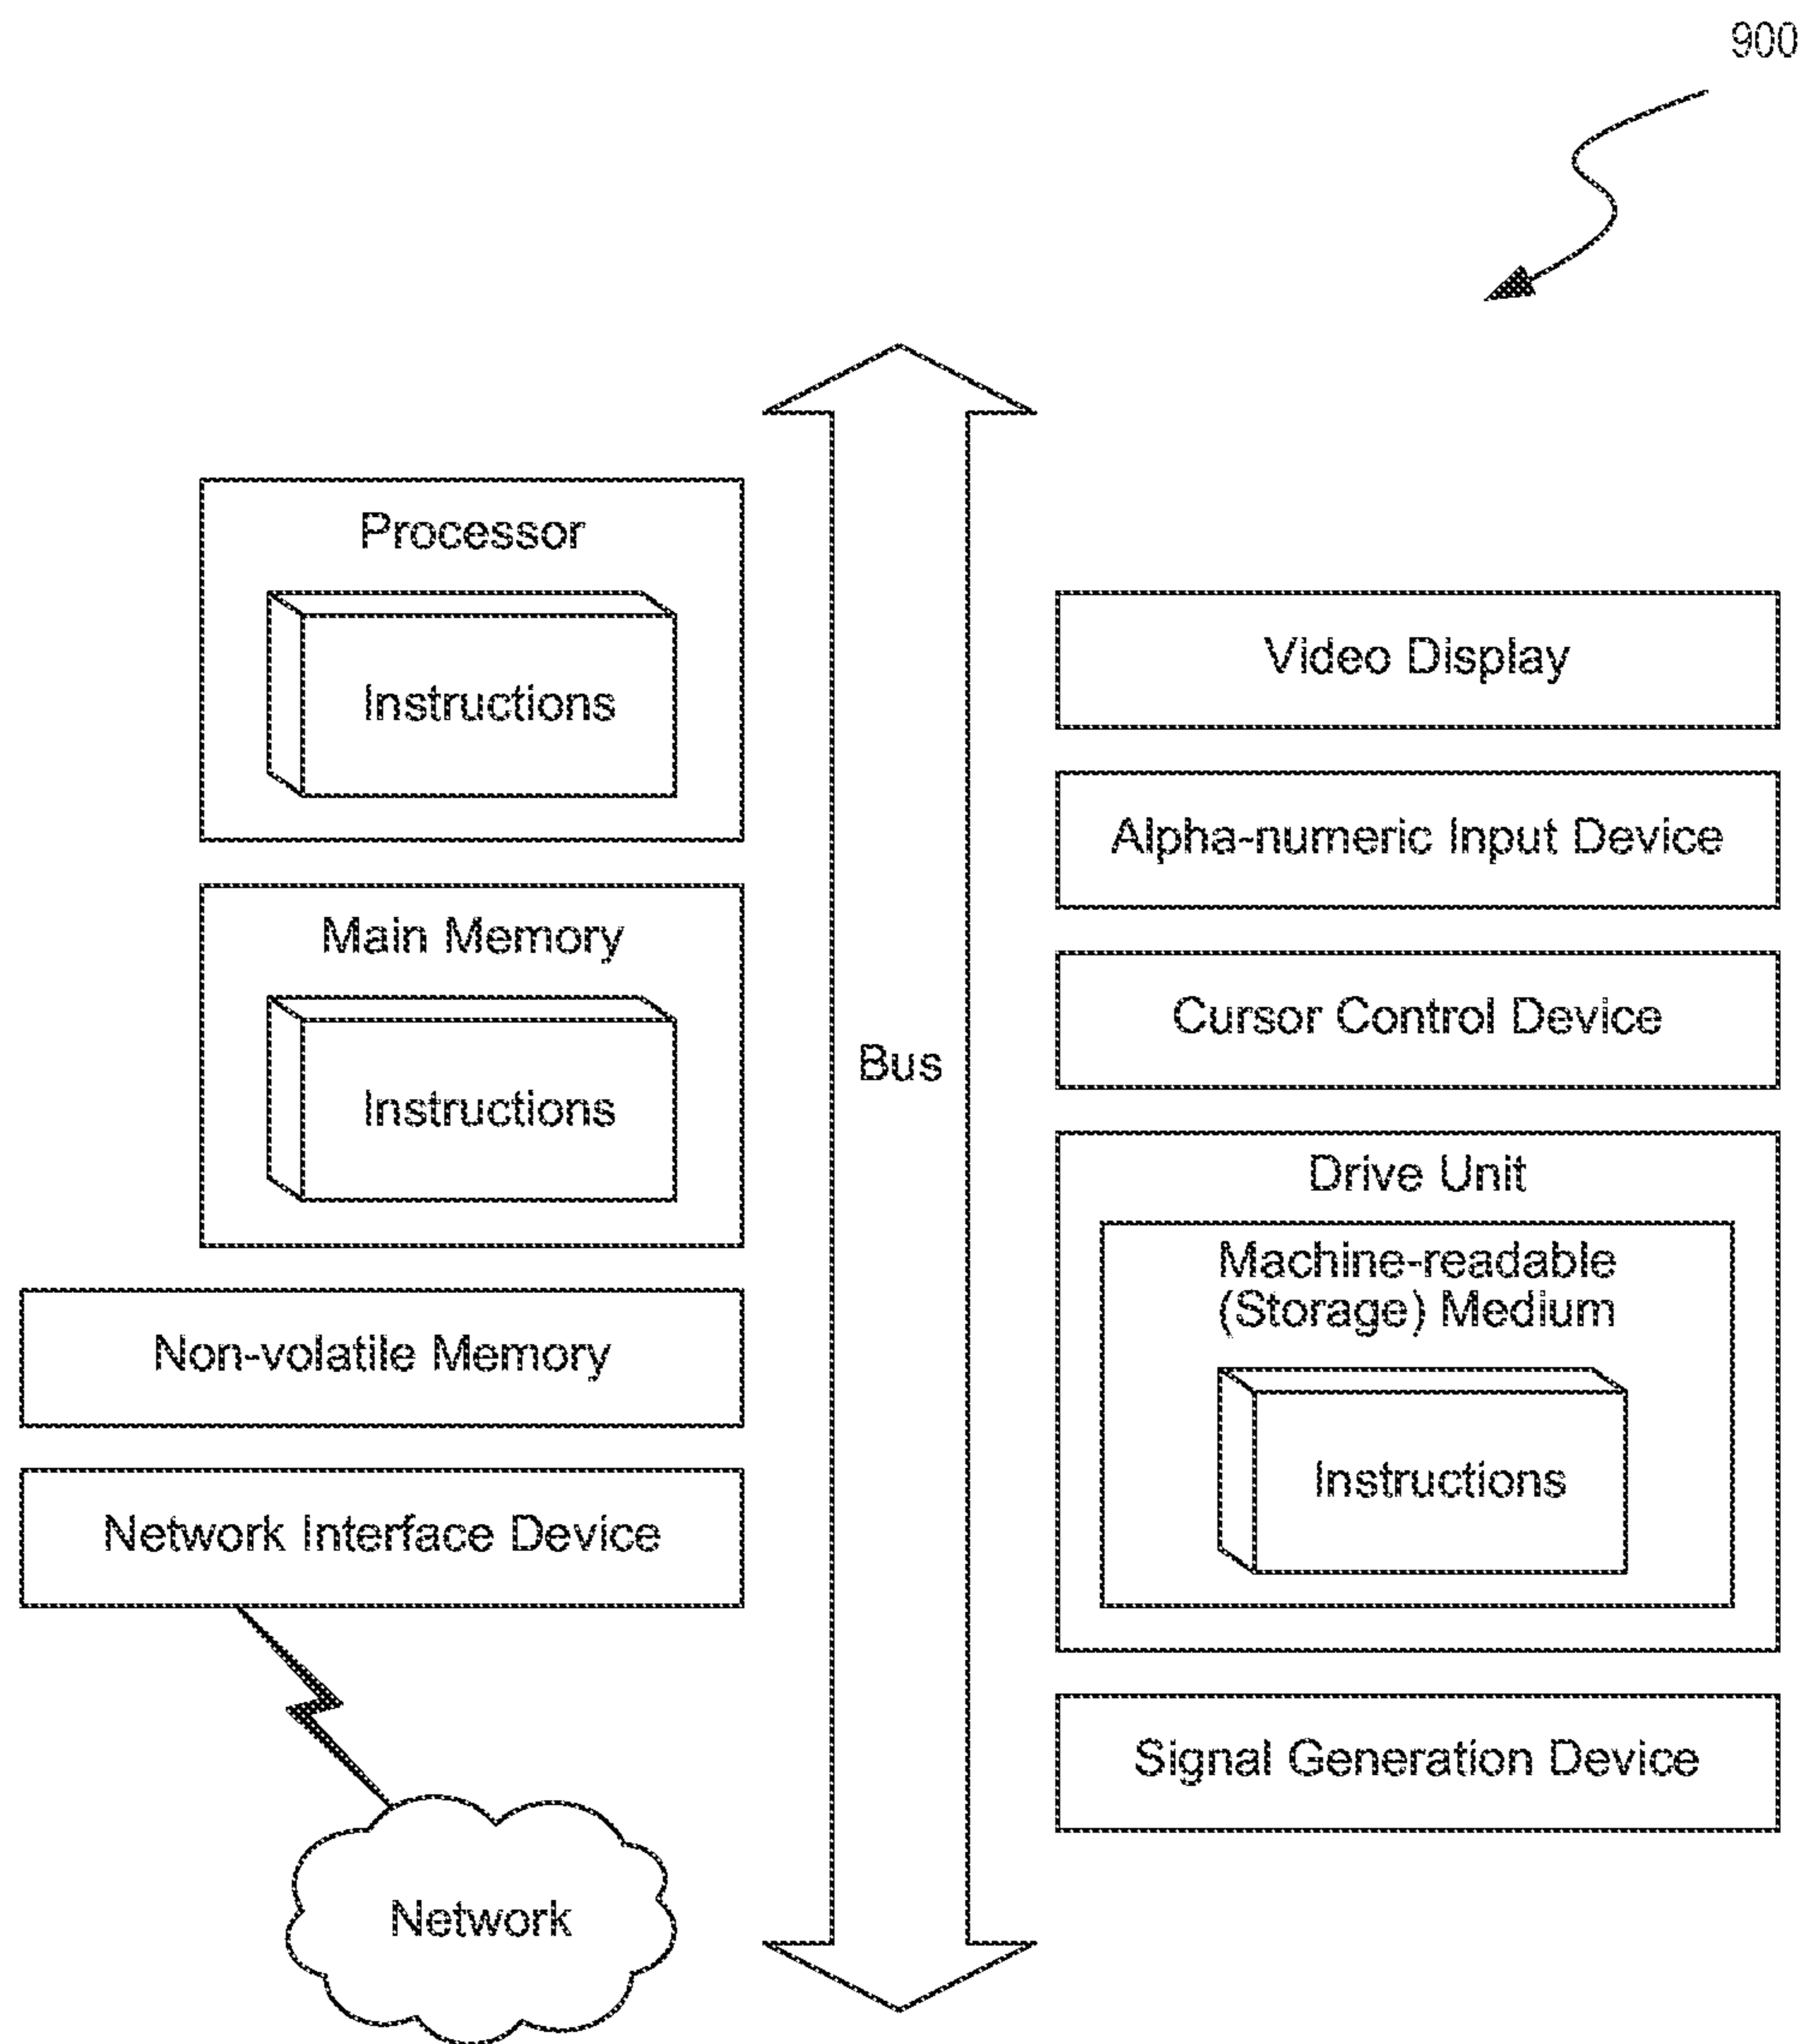 900
Processor
Instructions
Main Memory
Instructions
Non-volatile Memory
Network Interface Device
Network
Bus
Video Display
Alpha-numeric Input Device
Cursor Control Device
Drive Unit
Machine-readable
(Storage) Medium
Instructions
Signal Generation Device